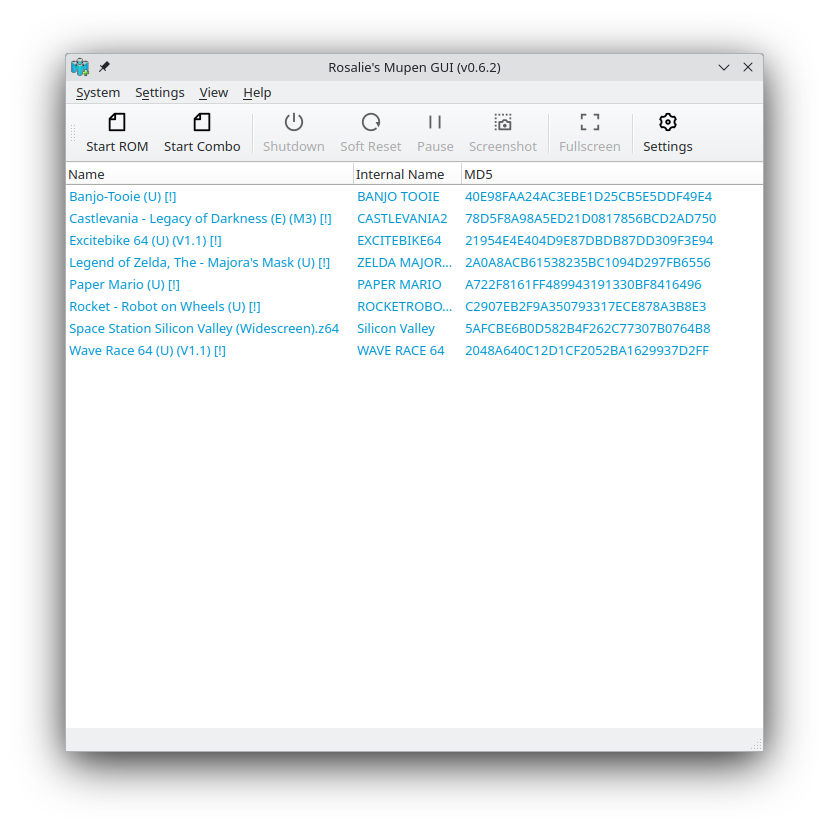 Rosalie's Mupen GUI (v0.6.2)
System Settings View Help
Start ROM Start Combo Shutdown Soft Reset Pause Screenshot Fullscreen Settings
Name Internal Name MD5
Banjo-Tooie (U) [!] BANJO TOOIE 40E98FAA24AC3EBE1D25CB5E5DDF49E4
Castlevania - Legacy of Darkness (E) (M3) [!] CASTLEVANIA2 78D5F8A98A5ED21D0817856BCD2AD750
Excitebike 64 (U) (V1.1) [!] EXCITEBIKE64 21954E4E404D9E87DBDB87DD309F3E94
Legend of Zelda, The - Majora's Mask (U) [!] ZELDA MAJOR... 2A0A8ACB61538235BC1094D297FB6556
Paper Mario (U) [!] PAPER MARIO A722F8161FF489943191330BF8416496
Rocket - Robot on Wheels (U) [!] ROCKETROBO... C2907EB2F9A350793317ECE878A3B8E3
Space Station Silicon Valley (Widescreen).z64 Silicon Valley 5AFCBE6B0D582B4F262C77307B0764B8
Wave Race 64 (U) (V1.1) [!] WAVE RACE 64 2048A640C12D1CF2052BA1629937D2FF